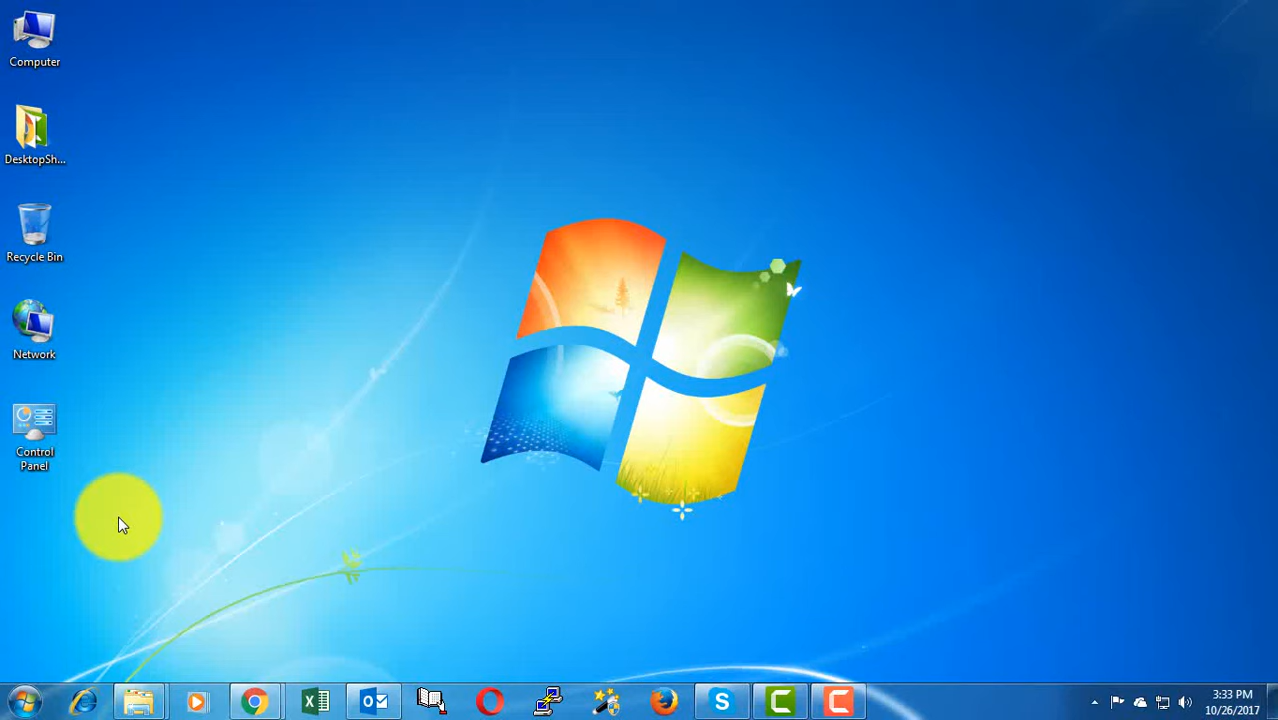 Computer
DesktopSh...
Recycle Bin
Network
Control
Panel
3:33 PM
10/26/2017